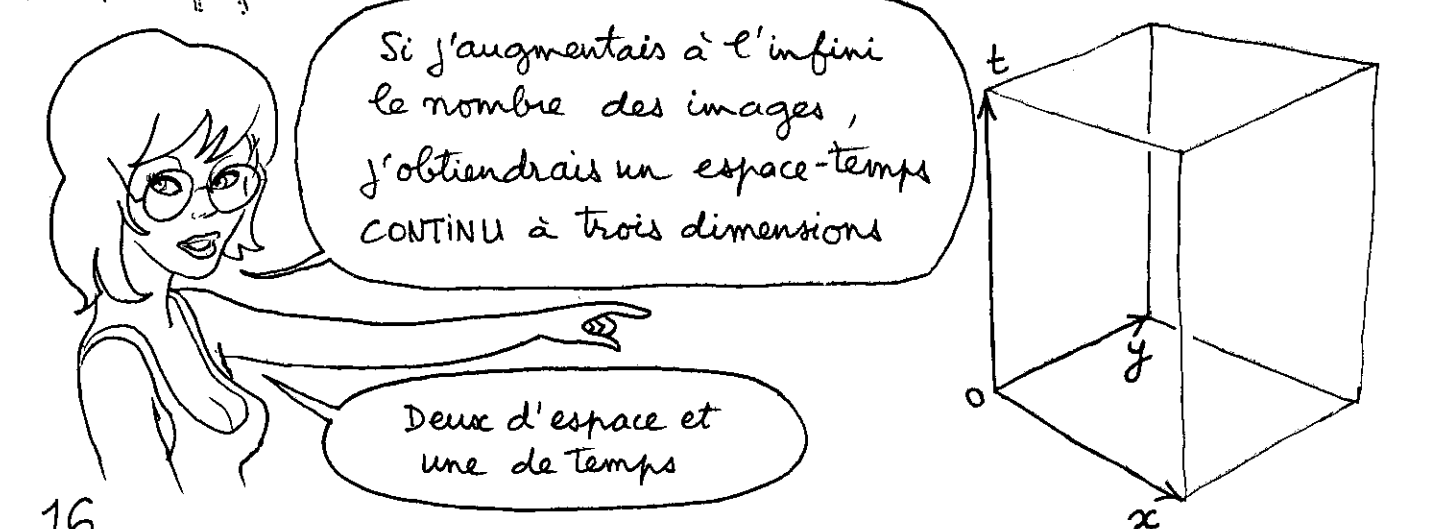 Si j'augmentais à l'infini
le nombre des images,
j'obtiendrais un espace-temps
CONTINU à trois dimensions
Deux d'espace et
une de temps
t
o
y
x
16